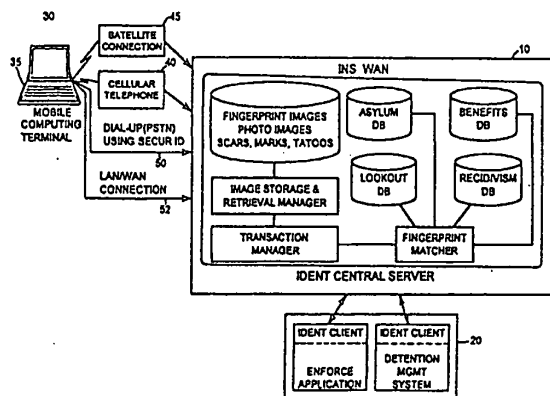 30
45
SATELLITE
CONNECTION
35
40
CELLULAR
TELEPHONE
MOBILE
COMPUTING
TERMINAL
DIAL-UP(PSTN)
USING SECUR ID
50
LAN/WAN
CONNECTION
52
10
INS WAN
FINGERPRINT IMAGES
PHOTO IMAGES
SCARS, MARKS, TATOOS
ASYLUM
DB
BENEFITS
DB
IMAGE STORAGE &
RETRIEVAL MANAGER
LOOKOUT
DB
RECIDIVISM
DB
TRANSACTION
MANAGER
FINGERPRINT
MATCHER
IDENT CENTRAL SERVER
20
IDENT CLIENT
ENFORCE
APPLICATION
IDENT CLIENT
DETENTION
MGMT
SYSTEM